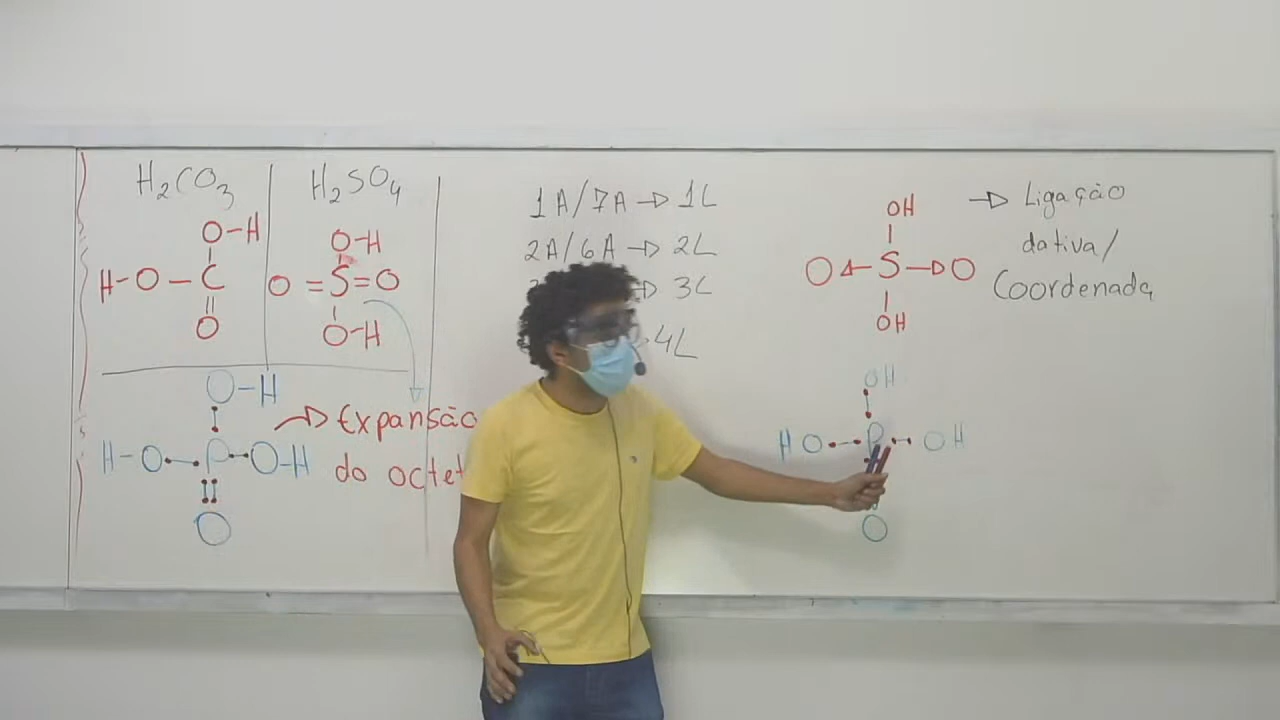 H2CO3
O-H
H-O-C
=
O
H2SO4
O-H
O=S=O
O-H
O-H
H-O-P-O-H
O
→ Expansão
do octet
1A/7A → 1L
2A/6A → 2L
→ 3L
→ 4L
OH
O←S→O
OH
→ Ligação
dativa/
Coordenada
OH
HO-P-OH
O